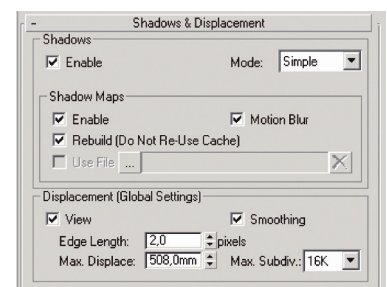 - Shadows & Displacement
Shadows
Enable Mode: Simple
Shadow Maps
Enable Motion Blur
Rebuild (Do Not Re-Use Cache)
Use File ...
Displacement (Global Settings)
View Smoothing
Edge Length: 2,0 pixels
Max. Displace: 508,0mm Max. Subdiv.: 16K